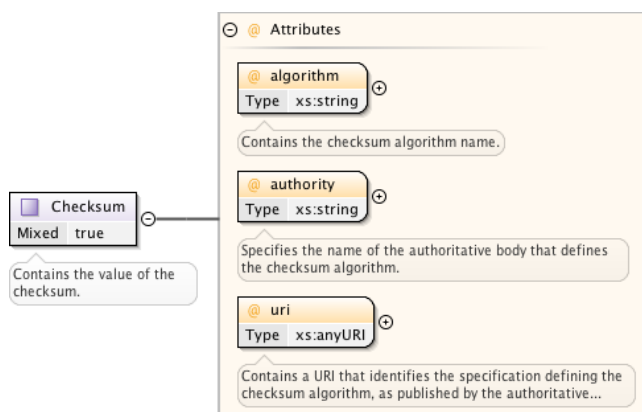 @ Attributes
@ algorithm
Type xs:string
Contains the checksum algorithm name.
@ authority
Type xs:string
Specifies the name of the authoritative body that defines
the checksum algorithm.
Checksum
Mixed true
Contains the value of the
checksum.
@ uri
Type xs:anyURI
Contains a URI that identifies the specification defining the
checksum algorithm, as published by the authoritative...